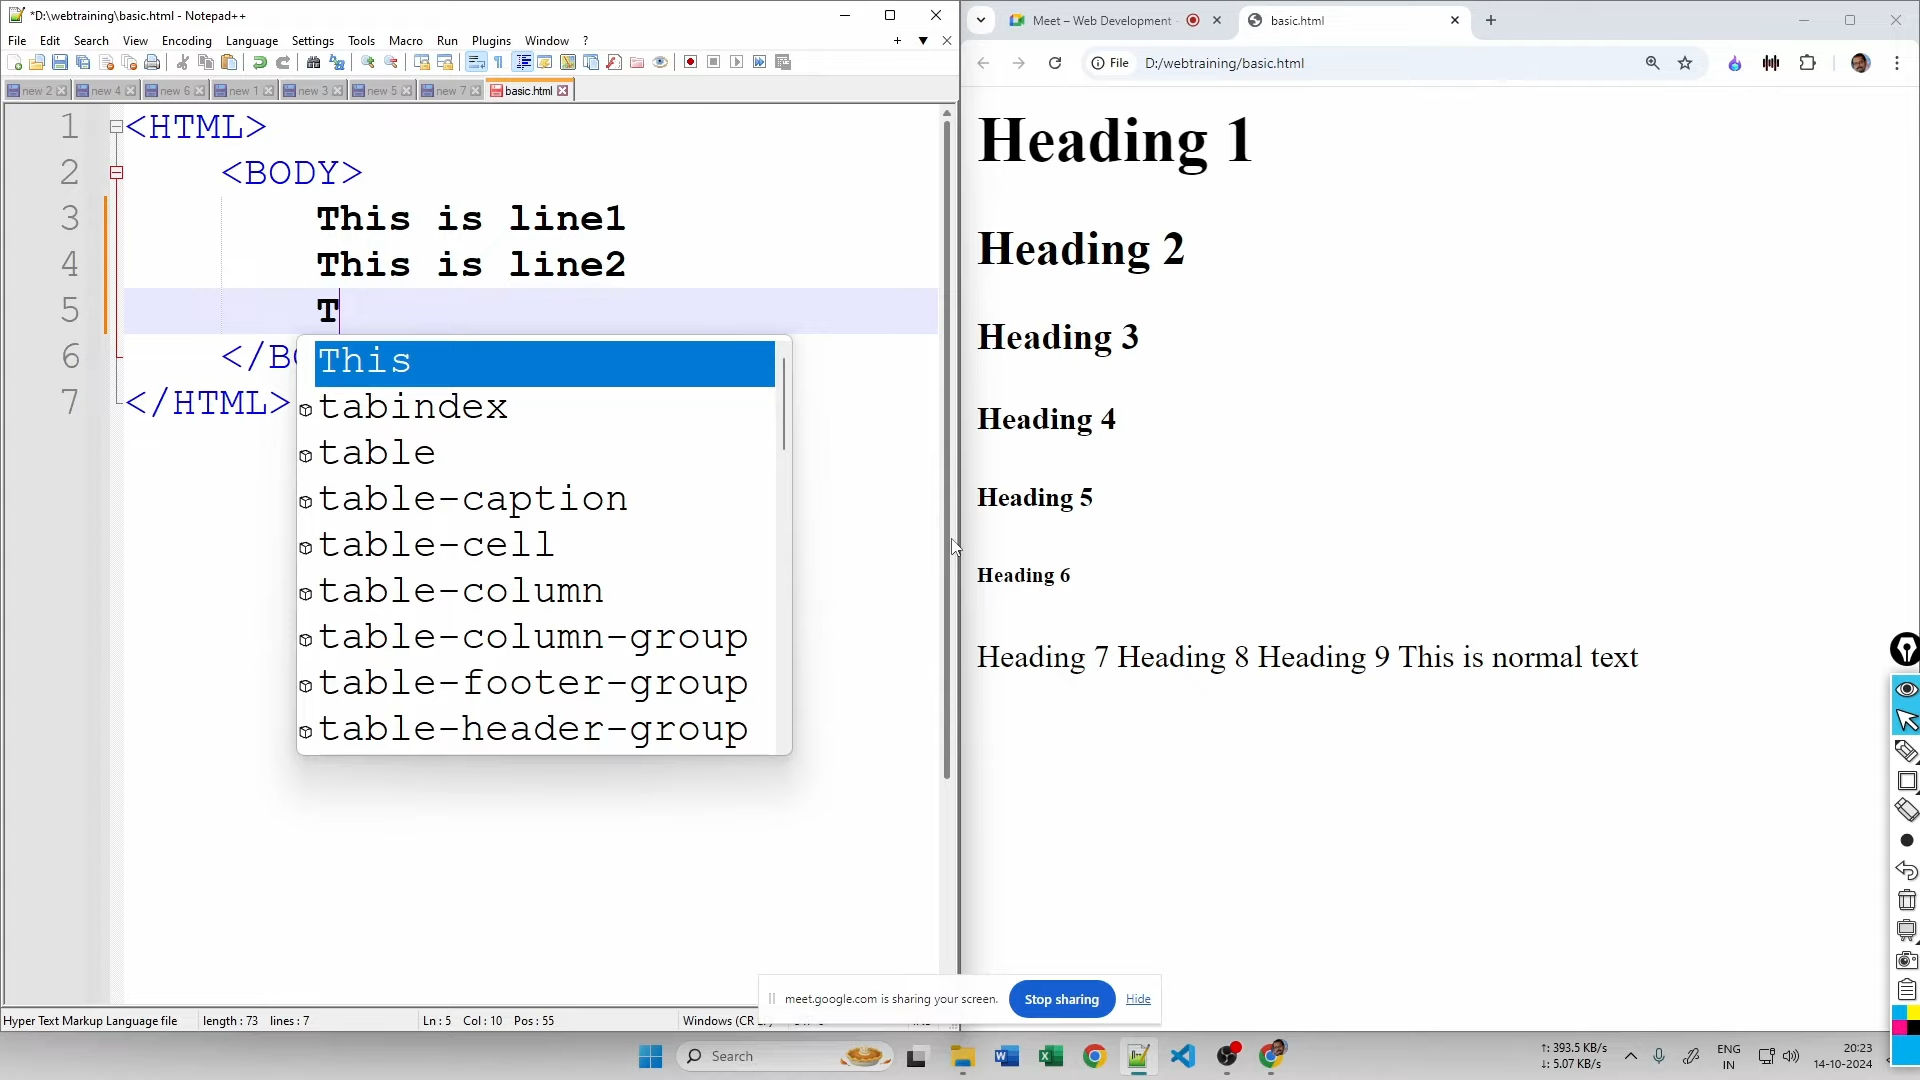 *D:\webtraining\basic.html - Notepad++
File Edit Search View Encoding Language Settings Tools Macro Run Plugins Window ?
new 2 new 4 new 6 new 1 new 3 new 5 new 7 basic.html
1 <HTML>
2 <BODY>
3 This is line1
4 This is line2
5 T
6 </BO
7 </HTML>
This
tabindex
table
table-caption
table-cell
table-column
table-column-group
table-footer-group
table-header-group
Hyper Text Markup Language file length : 73 lines : 7 Ln : 5 Col : 10 Pos : 55 Windows (CR
Meet – Web Development basic.html
File D:/webtraining/basic.html
Heading 1
Heading 2
Heading 3
Heading 4
Heading 5
Heading 6
Heading 7 Heading 8 Heading 9 This is normal text
meet.google.com is sharing your screen. Stop sharing Hide
Search
↑: 393.5 KB/s
↓: 5.07 KB/s
ENG
IN
20:23
14-10-2024